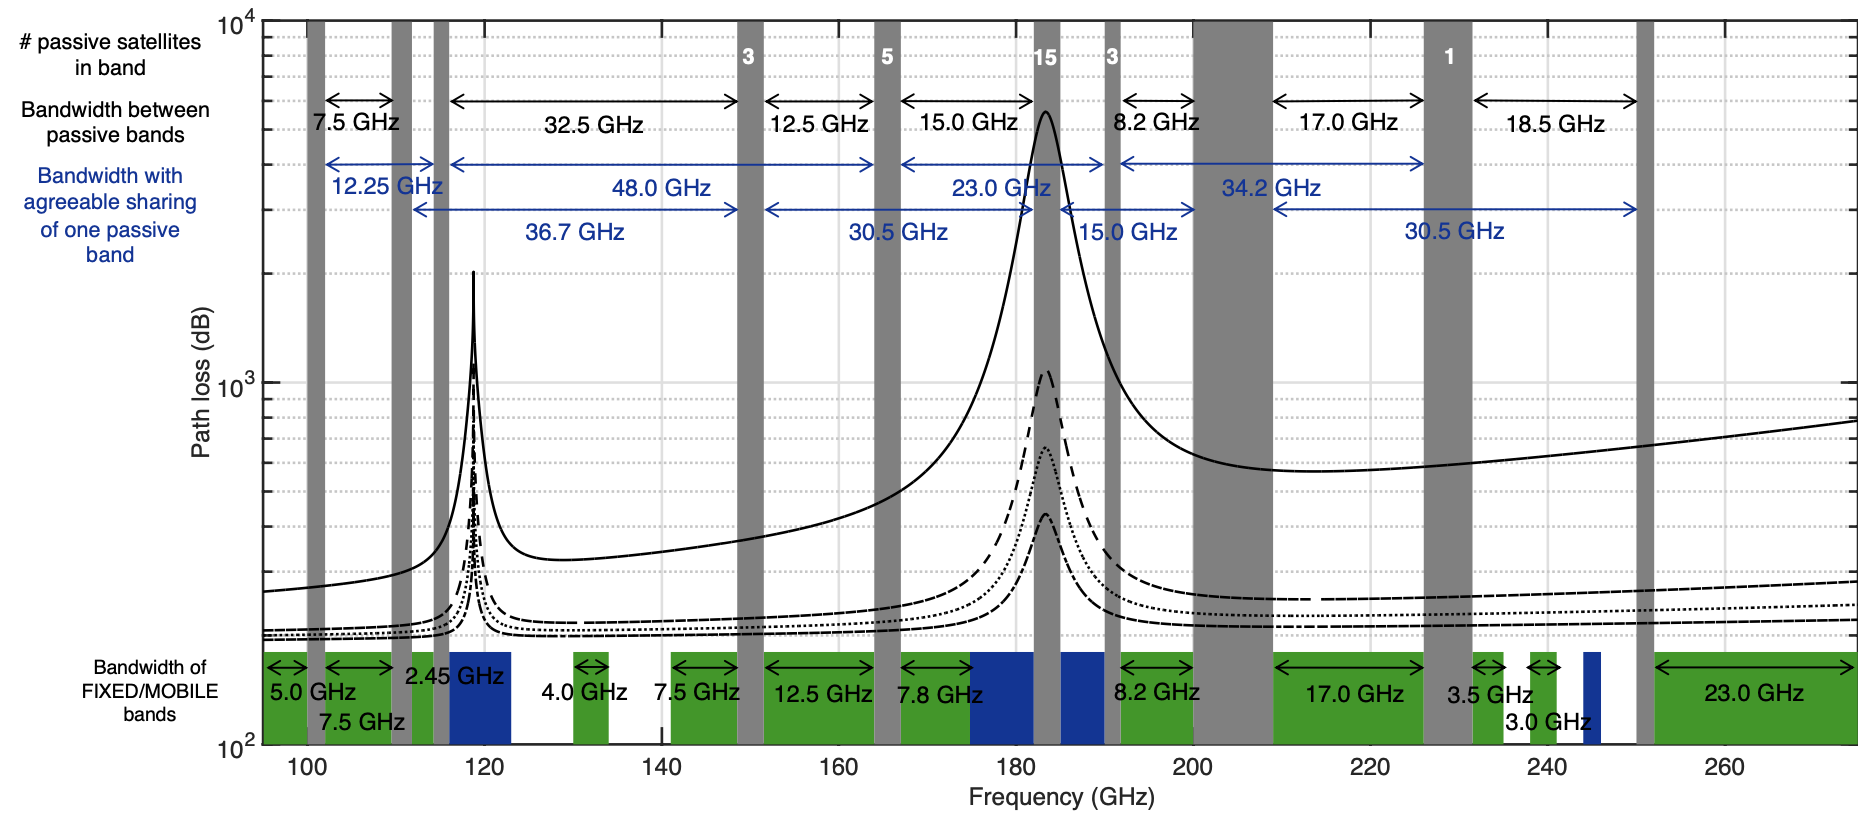 10⁴
# passive satellites
in band
3
5
15
3
1
Bandwidth between
passive bands
7.5 GHz
32.5 GHz
12.5 GHz
15.0 GHz
8.2 GHz
17.0 GHz
18.5 GHz
Bandwidth with
agreeable sharing
of one passive
band
12.25 GHz
48.0 GHz
23.0 GHz
34.2 GHz
36.7 GHz
30.5 GHz
15.0 GHz
30.5 GHz
Path loss (dB)
10³
Bandwidth of
FIXED/MOBILE
bands
5.0 GHz
7.5 GHz
2.45 GHz
4.0 GHz
7.5 GHz
12.5 GHz
7.8 GHz
8.2 GHz
17.0 GHz
3.5 GHz
3.0 GHz
23.0 GHz
10²
100
120
140
160
180
200
220
240
260
Frequency (GHz)